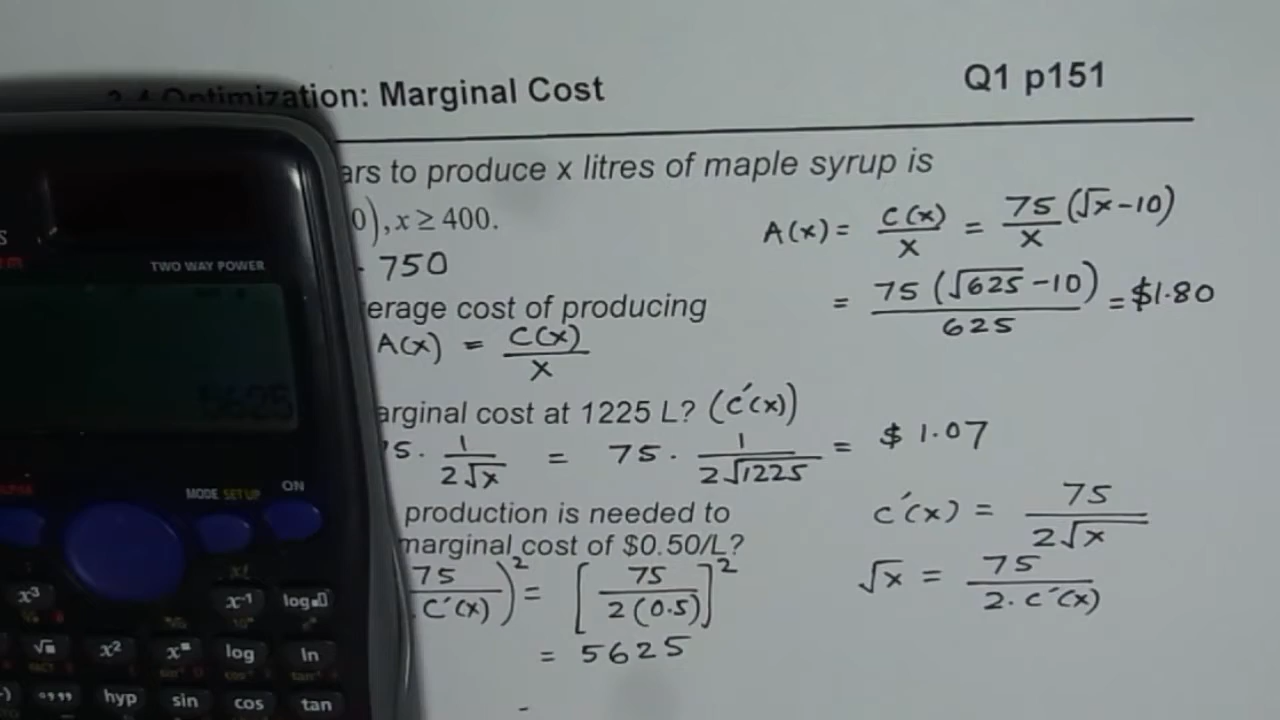 Optimization: Marginal Cost Q1 p151
ars to produce x litres of maple syrup is
0), x ≥ 400.
A(x) = C(x)/x = 75/x (√x - 10)
- 750
= 75(√625 - 10)/625 = $1.80
erage cost of producing
A(x) = C(x)/x
arginal cost at 1225 L? (C'(x))
75 · 1/2√x = 75 · 1/2√1225 = $ 1.07
production is needed to
marginal cost of $0.50/L?
C'(x) = 75/2√x
√x = 75/2·C'(x)
75/·C'(x))² = [75/2(0.5)]²
= 5625
TWO WAY POWER
5625
MODE SETUP ON
x³ x! x⁻¹ log
√ x² x log ln
hyp sin cos tan